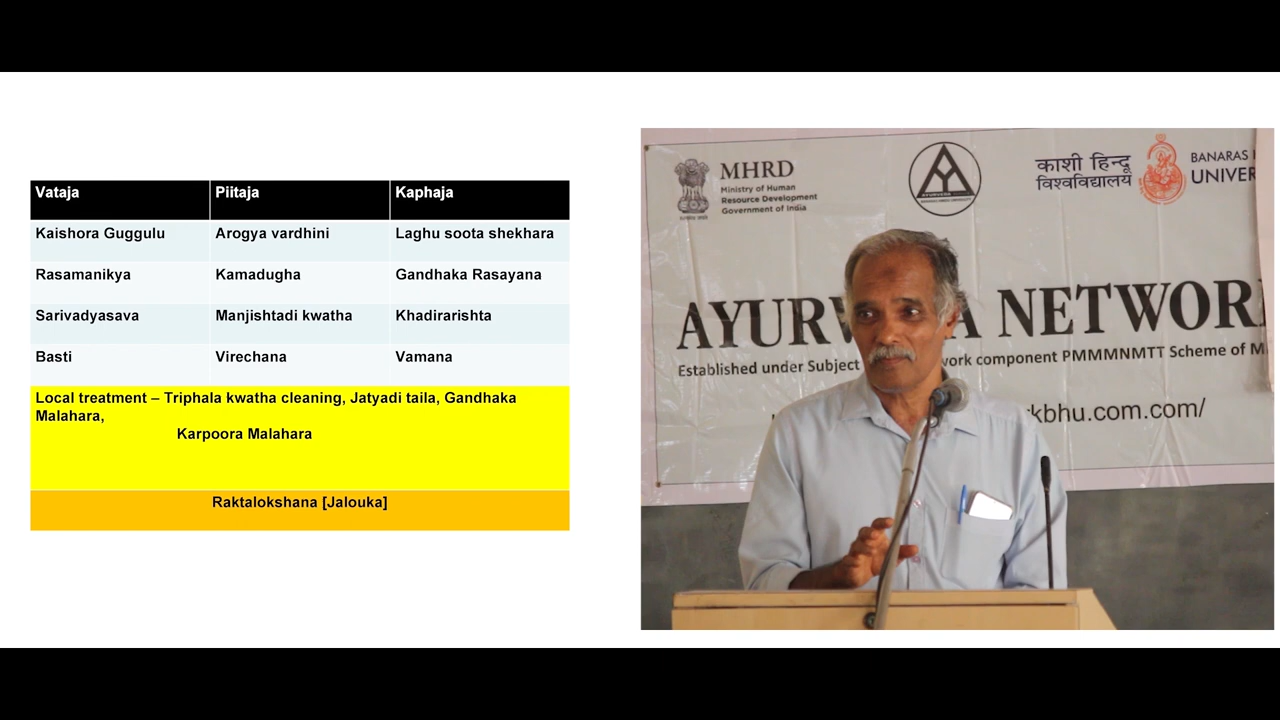 Vataja Piitaja Kaphaja
Kaishora Guggulu Arogya vardhini Laghu soota shekhara
Rasamanikya Kamadugha Gandhaka Rasayana
Sarivadyasava Manjishtadi kwatha Khadirarishta
Basti Virechana Vamana
Local treatment – Triphala kwatha cleaning, Jatyadi taila, Gandhaka
Malahara,
Karpoora Malahara
Raktalokshana [Jalouka]
MHRD
Ministry of Human
Resource Development
Government of India
काशी हिन्दू
विश्वविद्यालय
BANARAS
UNIVER
AYURV A NETWOR
Established under Subject work component PMMMNMTT Scheme of M
kbhu.com.com/